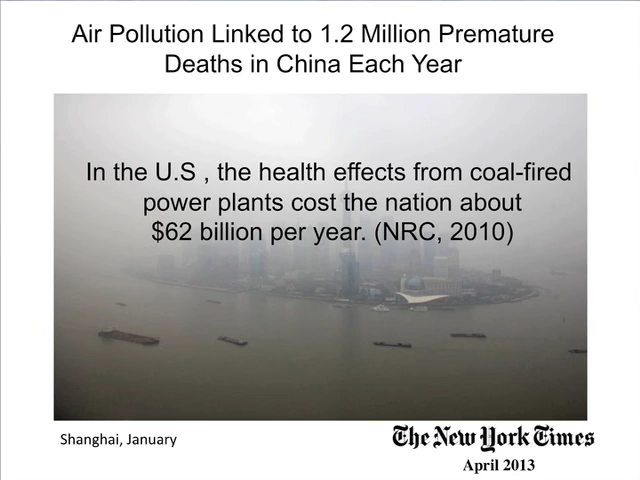 Air Pollution Linked to 1.2 Million Premature
Deaths in China Each Year
In the U.S , the health effects from coal-fired
power plants cost the nation about
$62 billion per year. (NRC, 2010)
Shanghai, January
The New York Times
April 2013